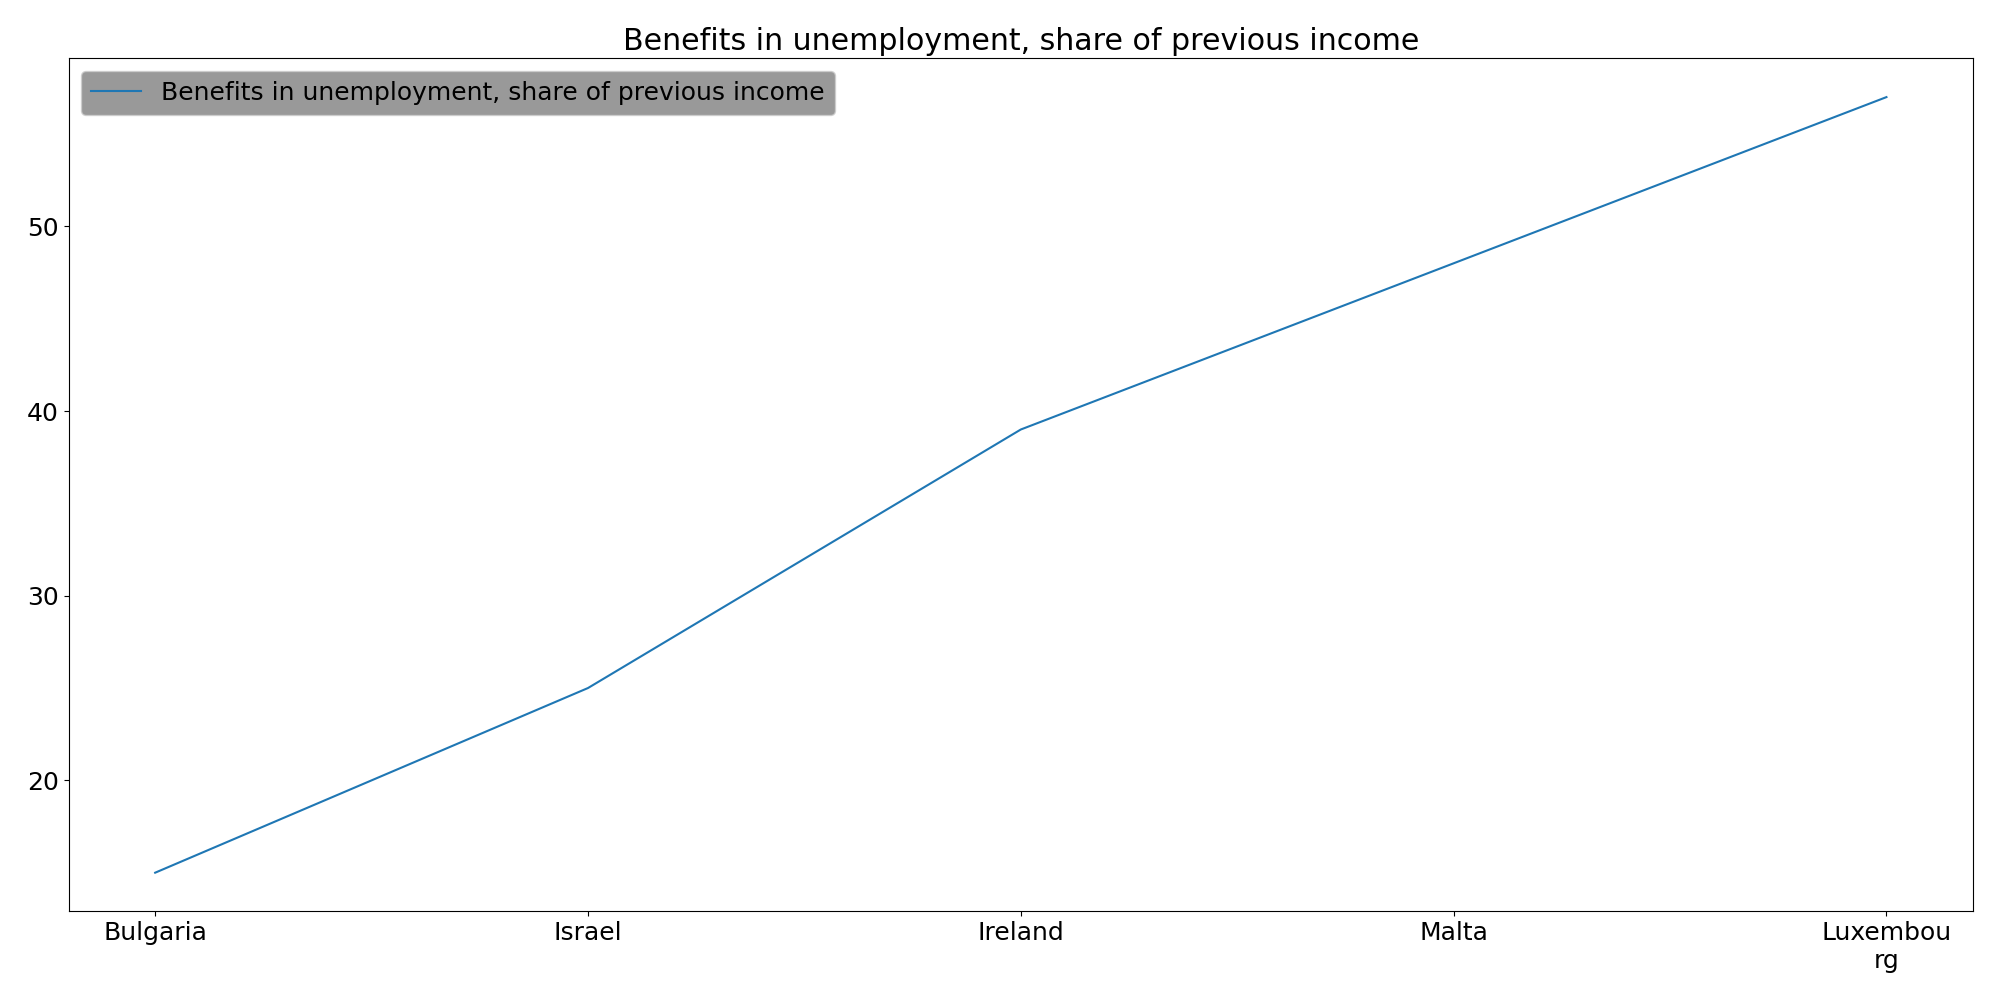 Benefits in unemployment, share of previous income
Benefits in unemployment, share of previous income
50
40
30
20
Bulgaria
Israel
Ireland
Malta
Luxembou
rg